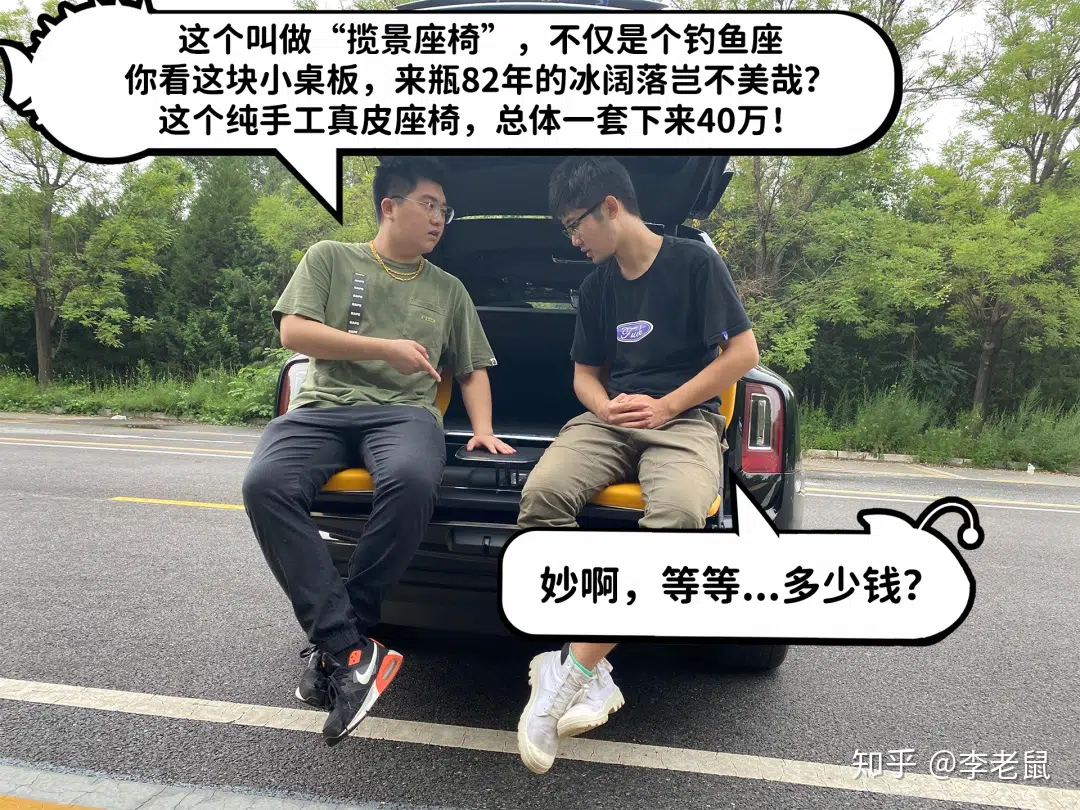 这个叫做“揽景座椅”，不仅是个钓鱼座
你看这块小桌板，来瓶82年的冰阔落岂不美哉？
这个纯手工真皮座椅，总体一套下来40万！
妙啊，等等...多少钱？
知乎 @李老鼠